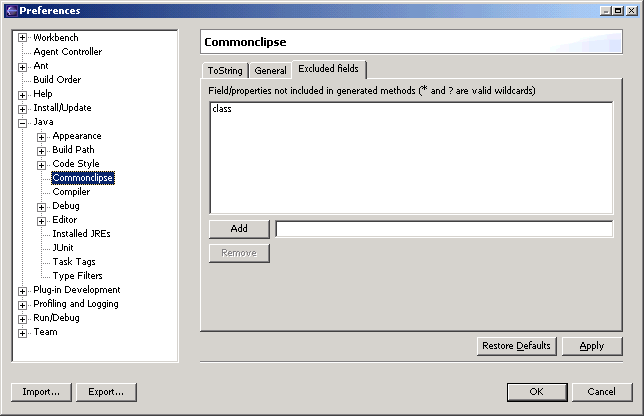 Preferences
Workbench
Agent Controller
Ant
Build Order
Help
Install/Update
Java
Appearance
Build Path
Code Style
Commonclipse
Compiler
Debug
Editor
Installed JREs
JUnit
Task Tags
Type Filters
Plug-in Development
Profiling and Logging
Run/Debug
Team
Commonclipse
ToString General Excluded fields
Field/properties not included in generated methods (* and ? are valid wildcards)
class
Add
Remove
Restore Defaults Apply
Import... Export... OK Cancel